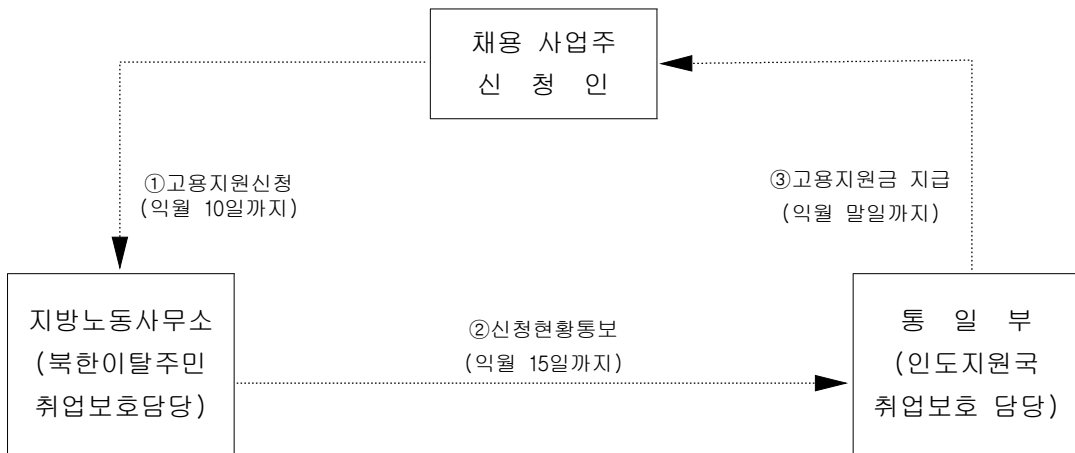 채용 사업주
신 청 인
①고용지원신청
(익월 10일까지)
③고용지원금 지급
(익월 말일까지)
지방노동사무소
(북한이탈주민
취업보호담당)
②신청현황통보
(익월 15일까지)
통 일 부
(인도지원국
취업보호 담당)